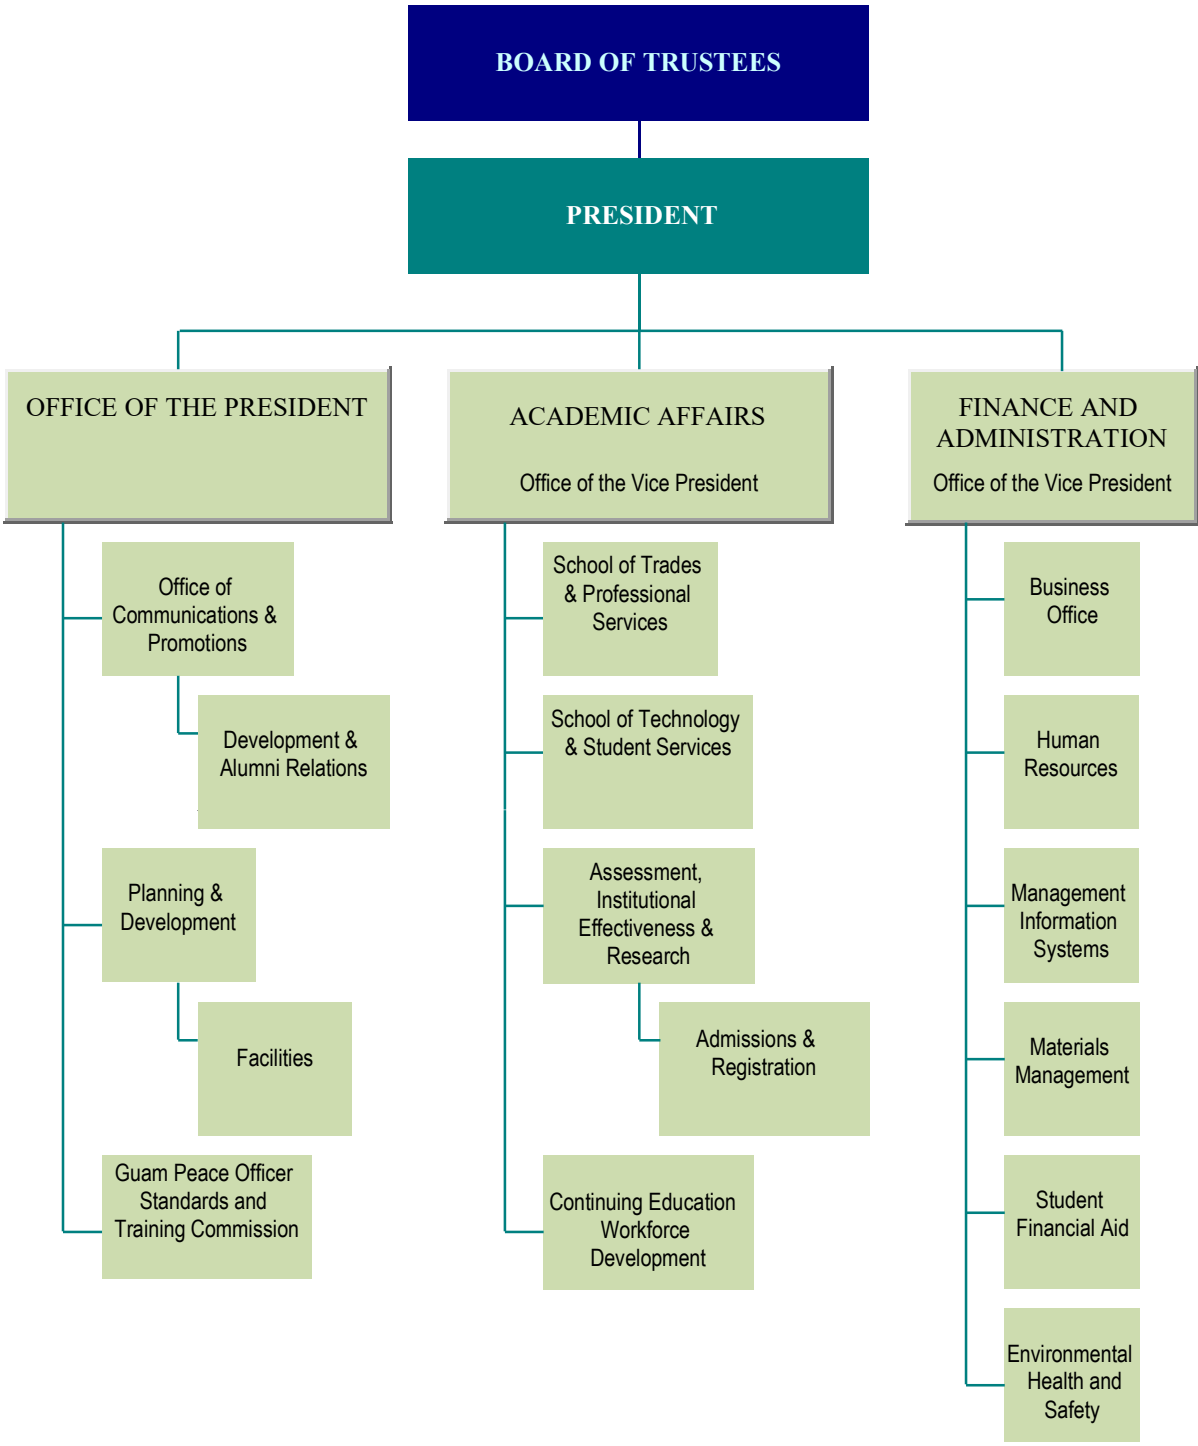 BOARD OF TRUSTEES
PRESIDENT
OFFICE OF THE PRESIDENT
Office of
Communications &
Promotions
Development &
Alumni Relations
Planning &
Development
Facilities
Guam Peace Officer
Standards and
Training Commission
ACADEMIC AFFAIRS
Office of the Vice President
School of Trades
& Professional
Services
School of Technology
& Student Services
Assessment,
Institutional
Effectiveness &
Research
Admissions &
Registration
Continuing Education
Workforce
Development
FINANCE AND
ADMINISTRATION
Office of the Vice President
Business
Office
Human
Resources
Management
Information
Systems
Materials
Management
Student
Financial Aid
Environmental
Health and
Safety